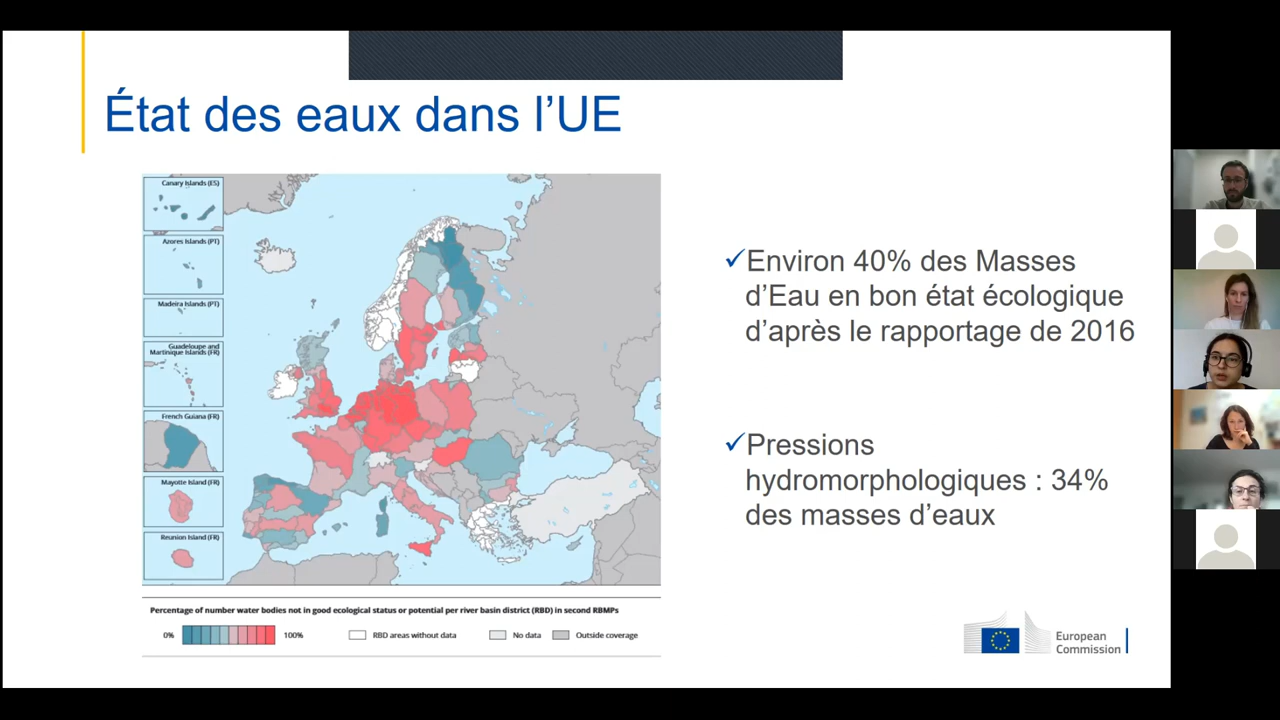 État des eaux dans l’UE
Canary Islands (ES)
Azores Islands (PT)
Madeira Islands (PT)
Guadeloupe and
Martinique Islands (FR)
French Guiana (FR)
Mayotte Island (FR)
Reunion Island (FR)
Percentage of number water bodies not in good ecological status or potential per river basin district (RBD) in second RBMPs
0% 100% RBD areas without data No data Outside coverage
✓Environ 40% des Masses
d’Eau en bon état écologique
d’après le rapportage de 2016
✓Pressions
hydromorphologiques : 34%
des masses d’eaux
European
Commission